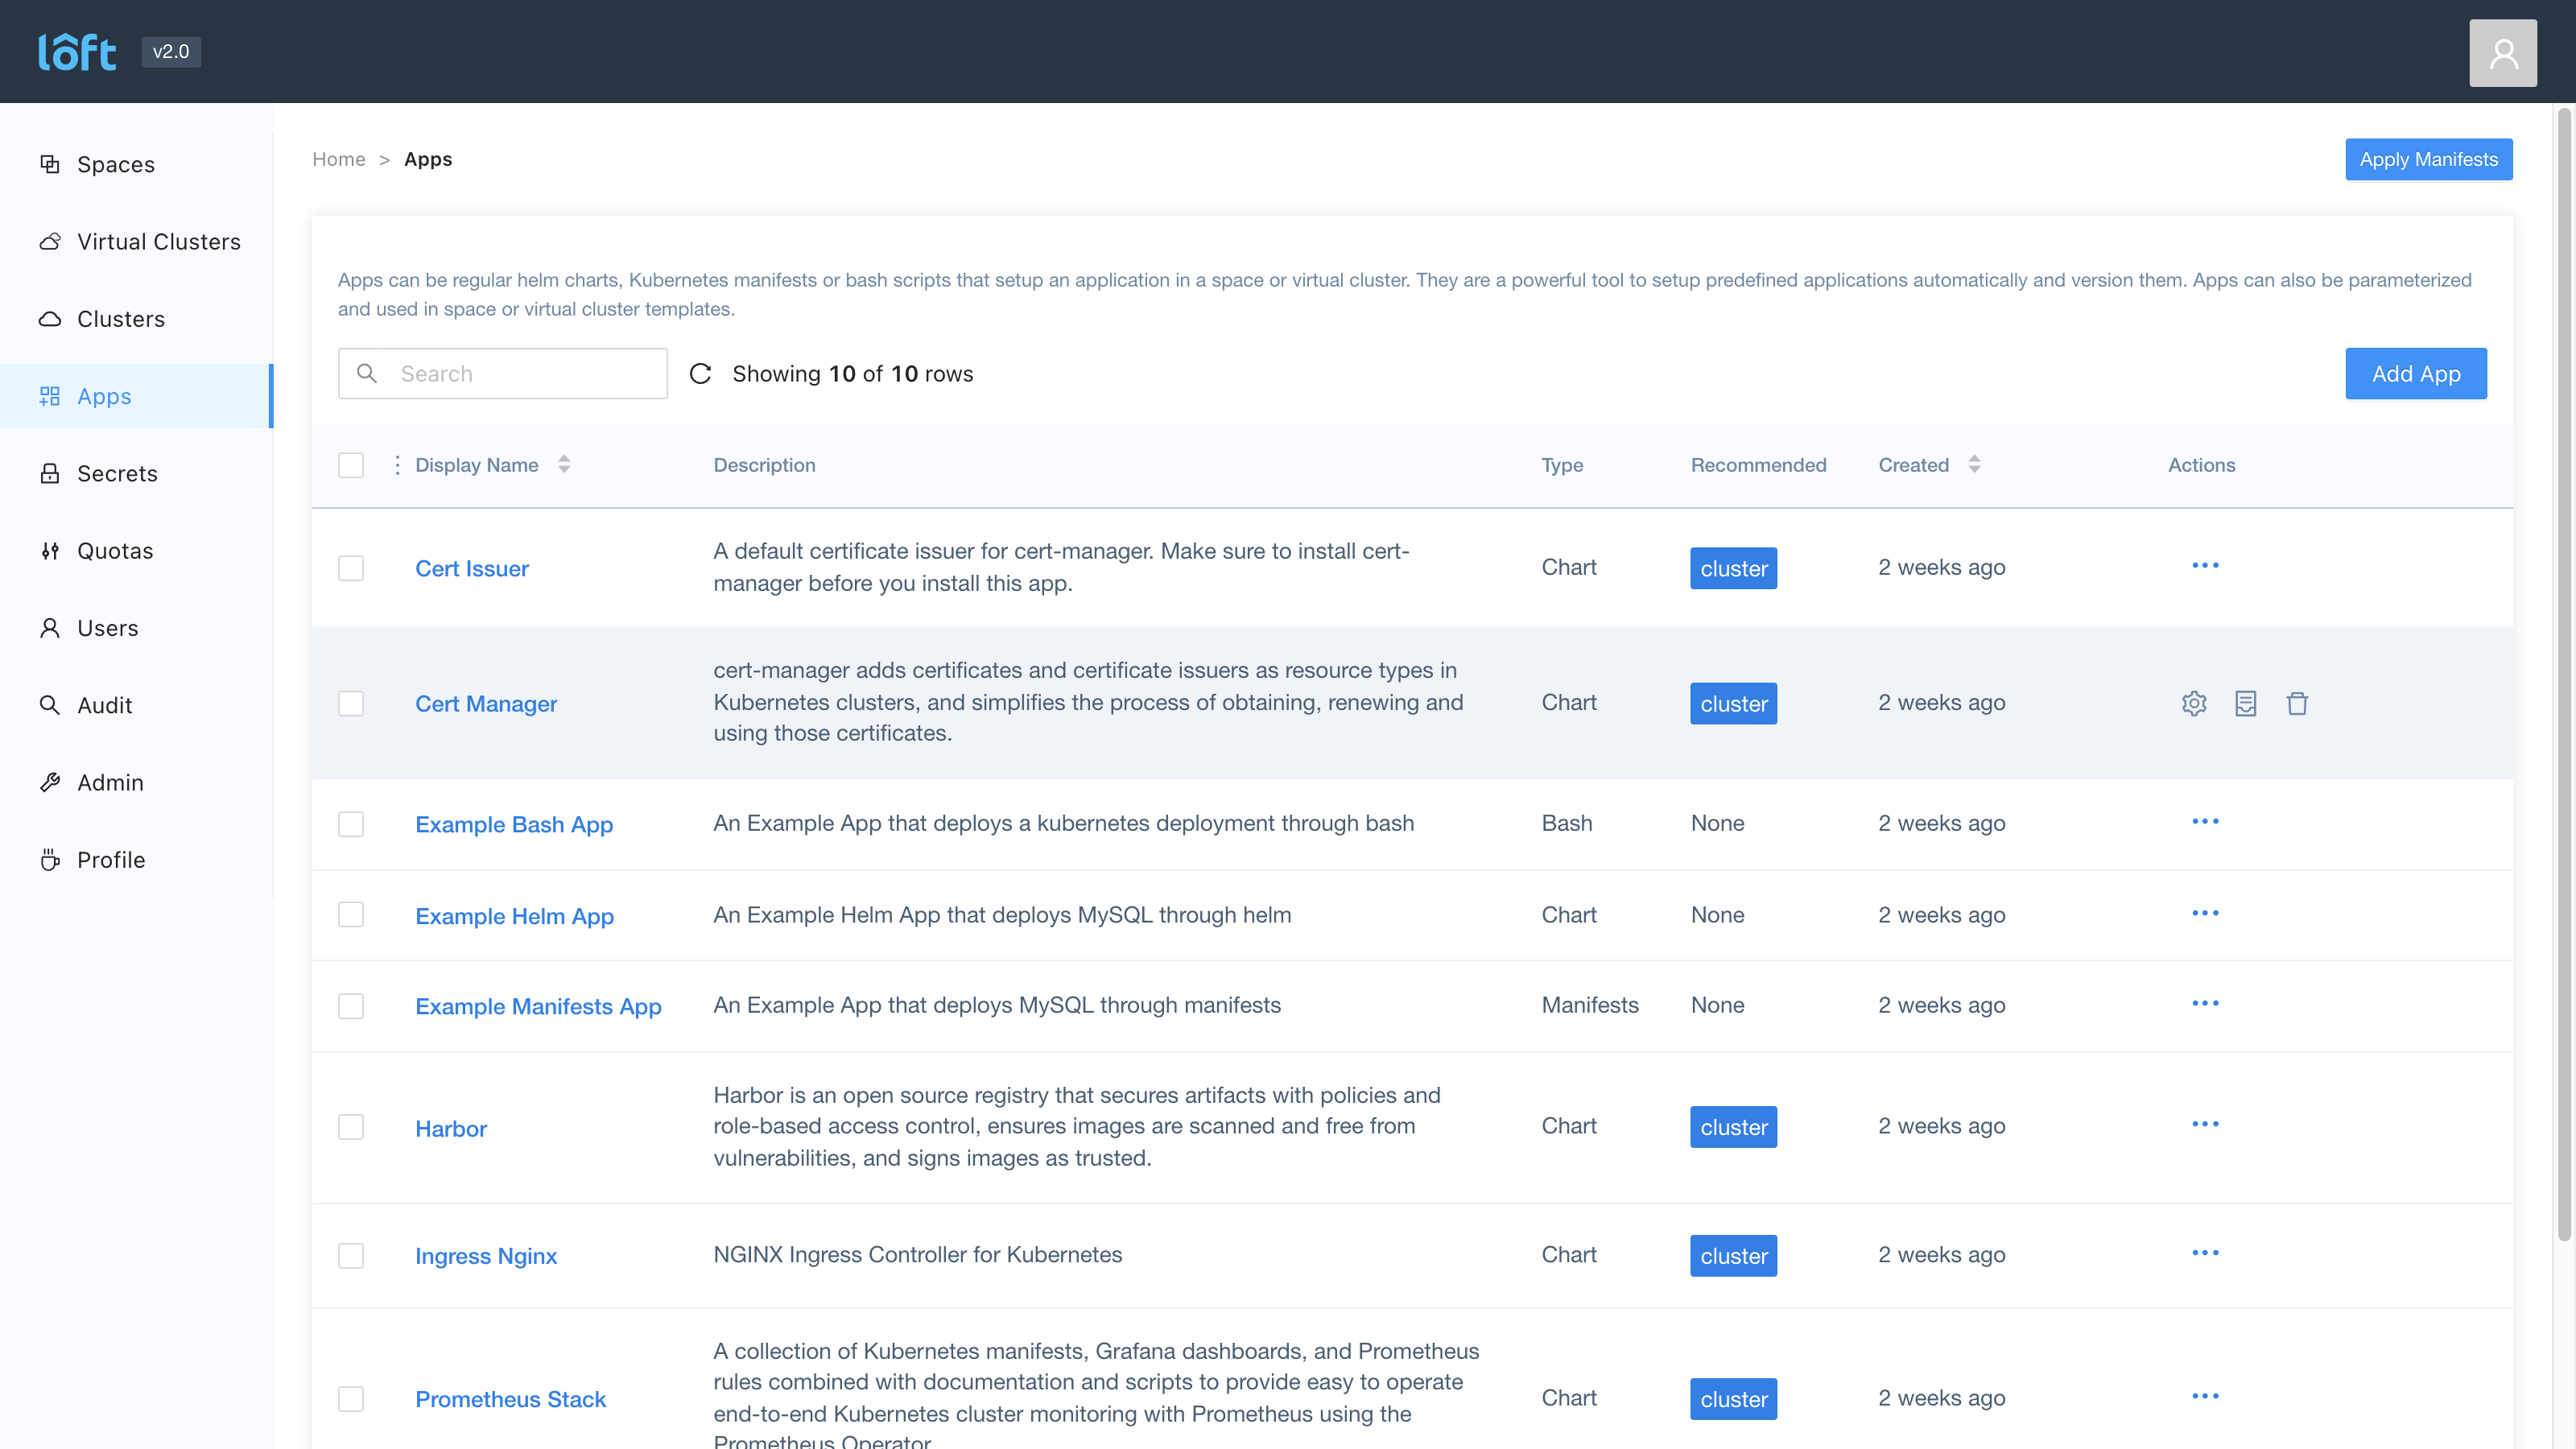 lôft v2.0
Home > Apps
Apply Manifests
Spaces
Virtual Clusters
Clusters
Apps
Secrets
Quotas
Users
Audit
Admin
Profile
Apps can be regular helm charts, Kubernetes manifests or bash scripts that setup an application in a space or virtual cluster. They are a powerful tool to setup predefined applications automatically and version them. Apps can also be parameterized
and used in space or virtual cluster templates.
Search
Showing 10 of 10 rows
Add App
Display Name Description Type Recommended Created Actions
Cert Issuer
A default certificate issuer for cert-manager. Make sure to install cert-
manager before you install this app.
Chart cluster 2 weeks ago
Cert Manager
cert-manager adds certificates and certificate issuers as resource types in
Kubernetes clusters, and simplifies the process of obtaining, renewing and
using those certificates.
Chart cluster 2 weeks ago
Example Bash App An Example App that deploys a kubernetes deployment through bash Bash None 2 weeks ago
Example Helm App An Example Helm App that deploys MySQL through helm Chart None 2 weeks ago
Example Manifests App An Example App that deploys MySQL through manifests Manifests None 2 weeks ago
Harbor
Harbor is an open source registry that secures artifacts with policies and
role-based access control, ensures images are scanned and free from
vulnerabilities, and signs images as trusted.
Chart cluster 2 weeks ago
Ingress Nginx NGINX Ingress Controller for Kubernetes Chart cluster 2 weeks ago
Prometheus Stack
A collection of Kubernetes manifests, Grafana dashboards, and Prometheus
rules combined with documentation and scripts to provide easy to operate
end-to-end Kubernetes cluster monitoring with Prometheus using the
Prometheus Operator
Chart cluster 2 weeks ago